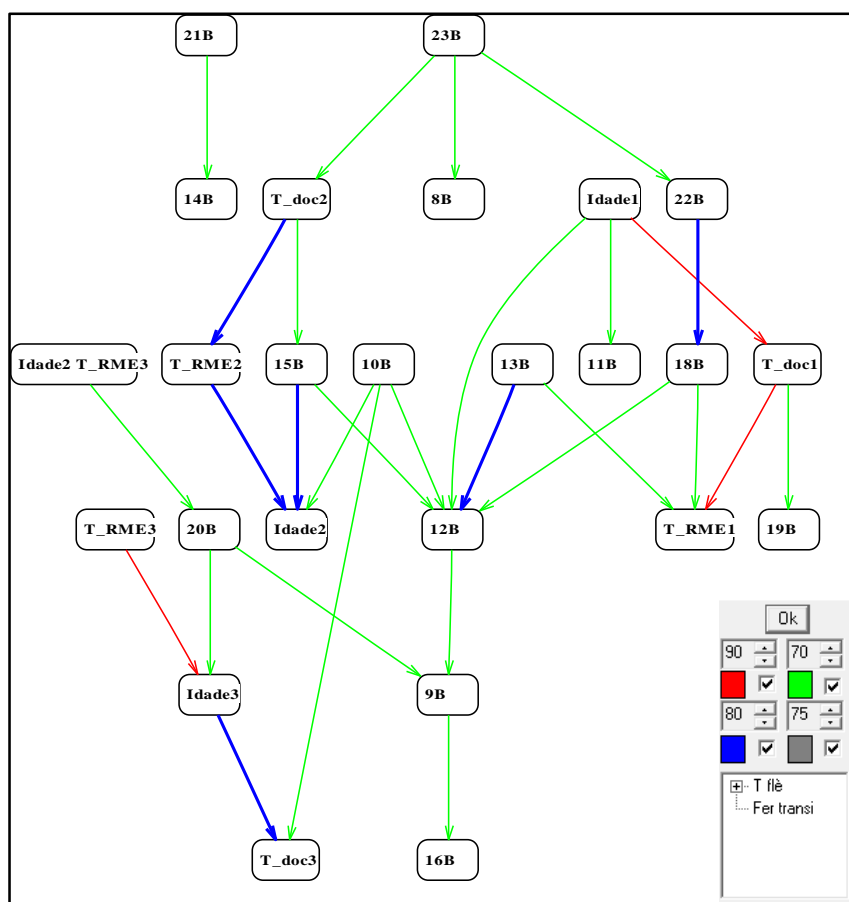 21B 23B
14B T_doc2 8B Idade1 22B
Idade2 T_RME3 T_RME2 15B 10B 13B 11B 18B T_doc1
T_RME3 20B Idade2 12B T_RME1 19B
Ok
90 70
Idade3 9B
80 75
T flè
Fer transi
T_doc3 16B